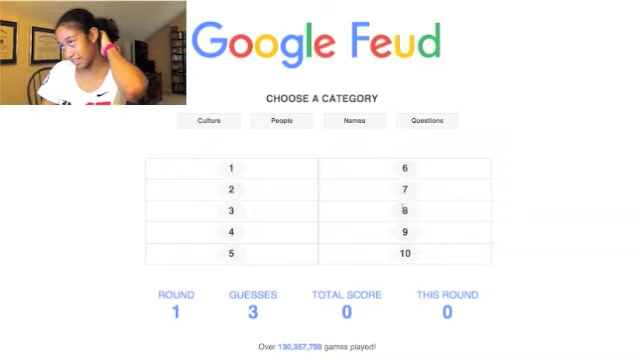 Google Feud
CHOOSE A CATEGORY
Culture People Names Questions
1 6
2 7
3 8
4 9
5 10
ROUND GUESSES TOTAL SCORE THIS ROUND
1 3 0 0
Over 130,357,788 games played!